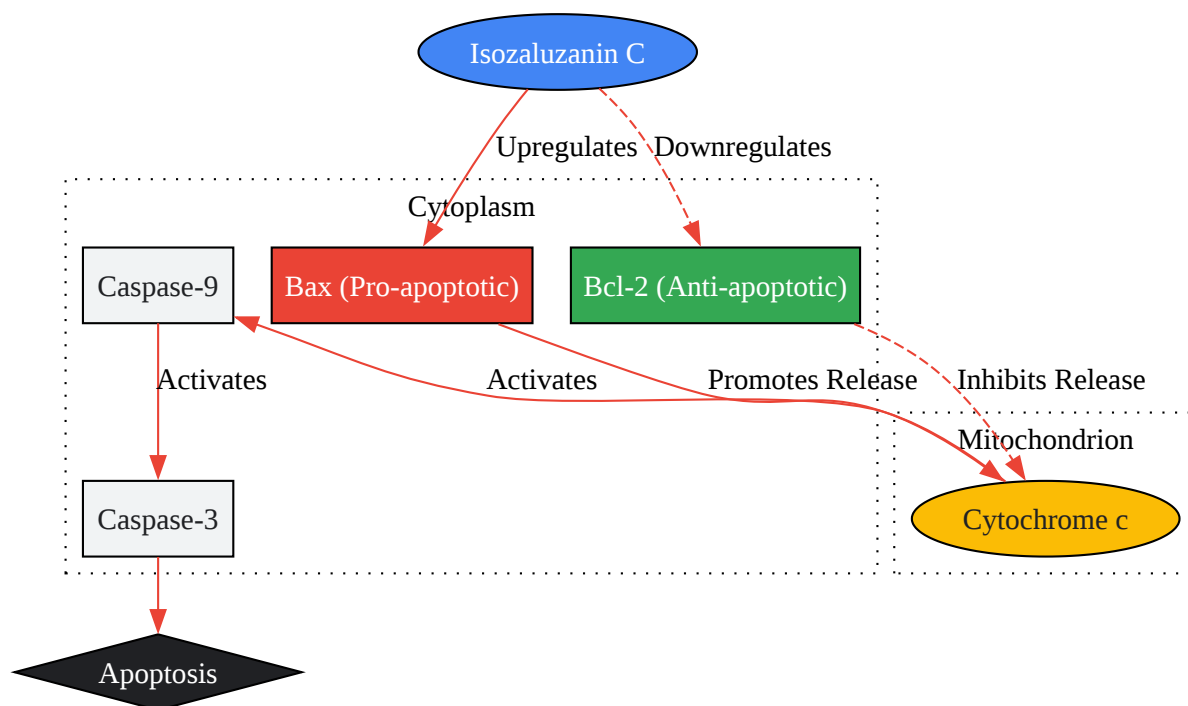 Isozaluzanin C
Upregulates
Downregulates
Cytoplasm
Caspase-9
Bax (Pro-apoptotic)
Bcl-2 (Anti-apoptotic)
Activates
Activates
Promotes Release
Inhibits Release
Mitochondrion
Caspase-3
Cytochrome c
Apoptosis